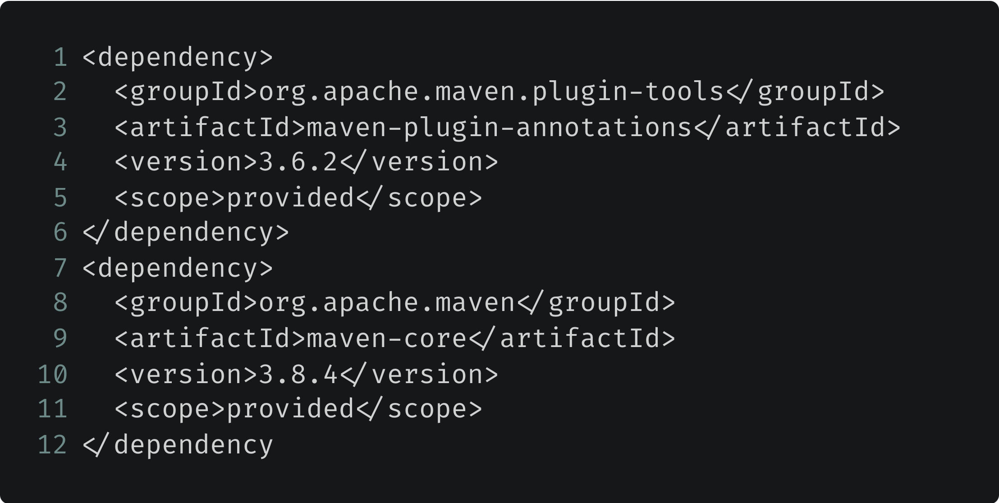 1 <dependency>
2   <groupId>org.apache.maven.plugin-tools</groupId>
3   <artifactId>maven-plugin-annotations</artifactId>
4   <version>3.6.2</version>
5   <scope>provided</scope>
6 </dependency>
7 <dependency>
8   <groupId>org.apache.maven</groupId>
9   <artifactId>maven-core</artifactId>
10   <version>3.8.4</version>
11   <scope>provided</scope>
12 </dependency